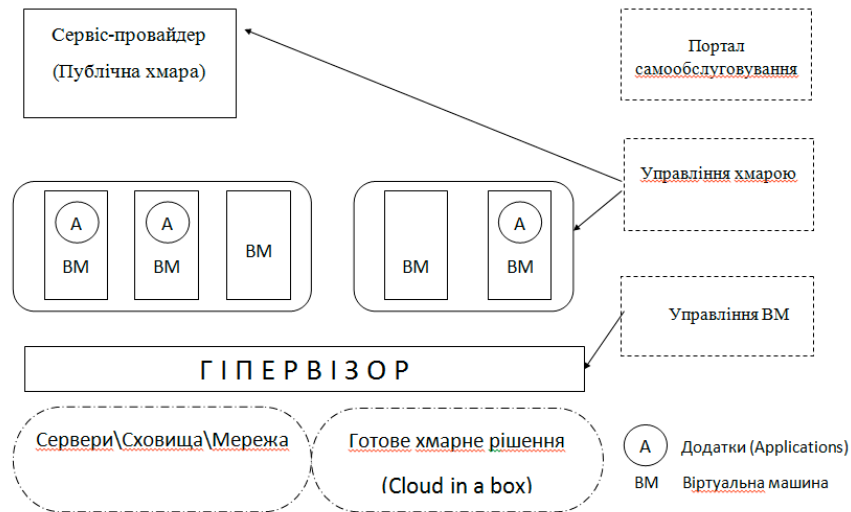 Сервіс-провайдер
(Публічна хмара)
Портал
самообслуговування
Управління хмарою
А
ВМ
А
ВМ
ВМ
ВМ
А
ВМ
Управління ВМ
ГІПЕРВІЗОР
Сервери\Сховища\Мережа
Готове хмарне рішення
(Cloud in a box)
А Додатки (Applications)
ВМ Віртуальна машина